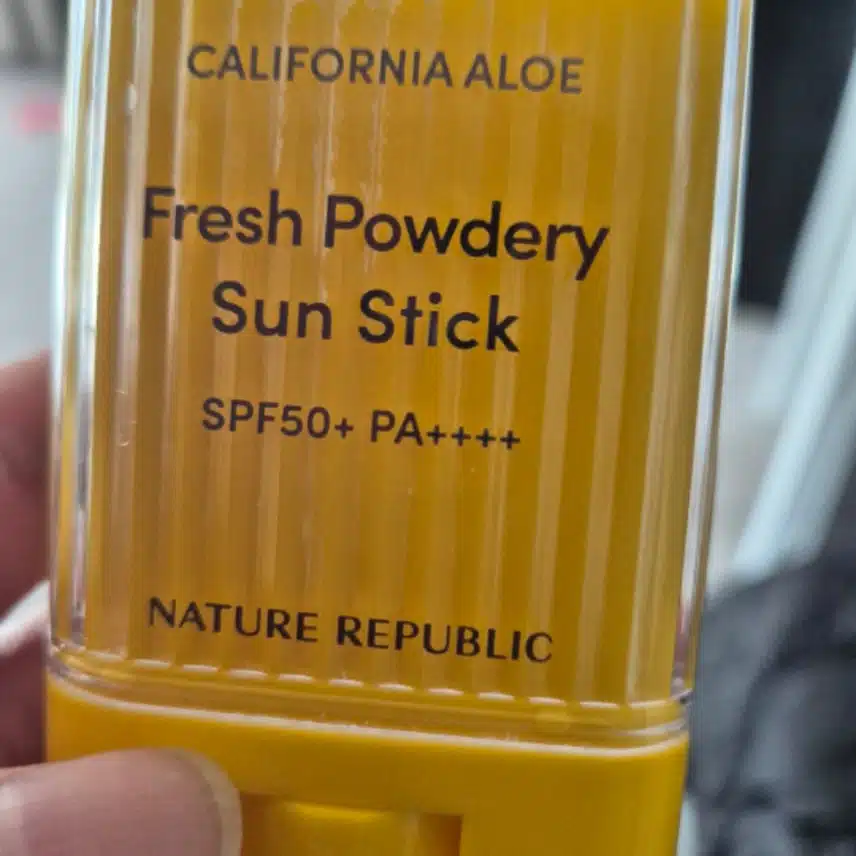 CALIFORNIA ALOE
Fresh Powdery
Sun Stick
SPF50+ PA++++
NATURE REPUBLIC